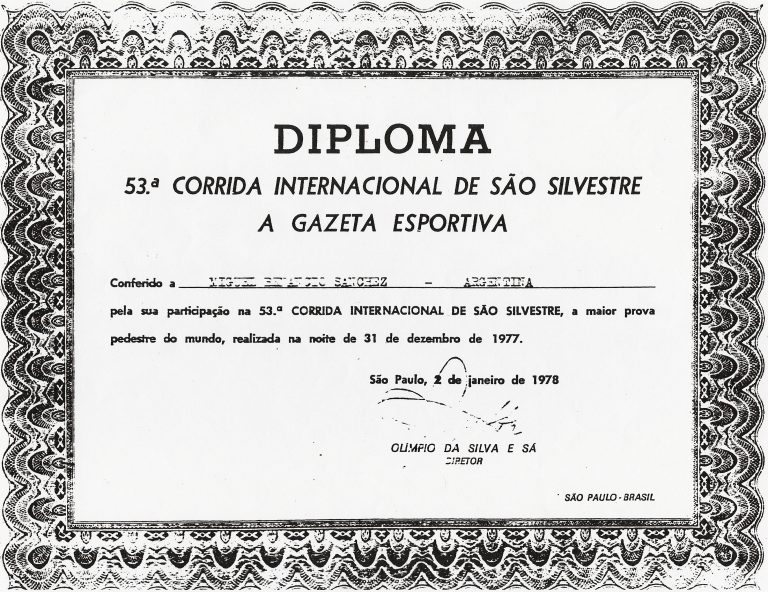 DIPLOMA
53.ª CORRIDA INTERNACIONAL DE SÃO SILVESTRE
A GAZETA ESPORTIVA
Conferido a MIGUEL SANCHEZ - ARGENTINA
pela sua participação na 53.ª CORRIDA INTERNACIONAL DE SÃO SILVESTRE, a maior prova
pedestre do mundo, realizada na noite de 31 de dezembro de 1977.
São Paulo, 2 de janeiro de 1978
OLIMPIO DA SILVA E SÁ
DIRETOR
SÃO PAULO - BRASIL